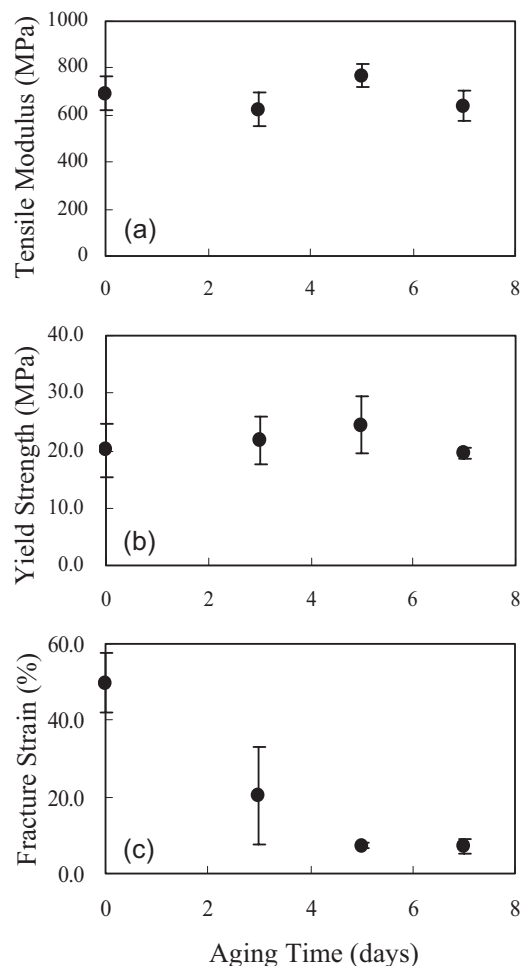 Tensile Modulus (MPa)
1000
800
600
400
200
0
(a)
0 2 4 6 8
Yield Strength (MPa)
40.0
30.0
20.0
10.0
0.0
(b)
0 2 4 6 8
Fracture Strain (%)
60.0
40.0
20.0
0.0
(c)
0 2 4 6 8
Aging Time (days)